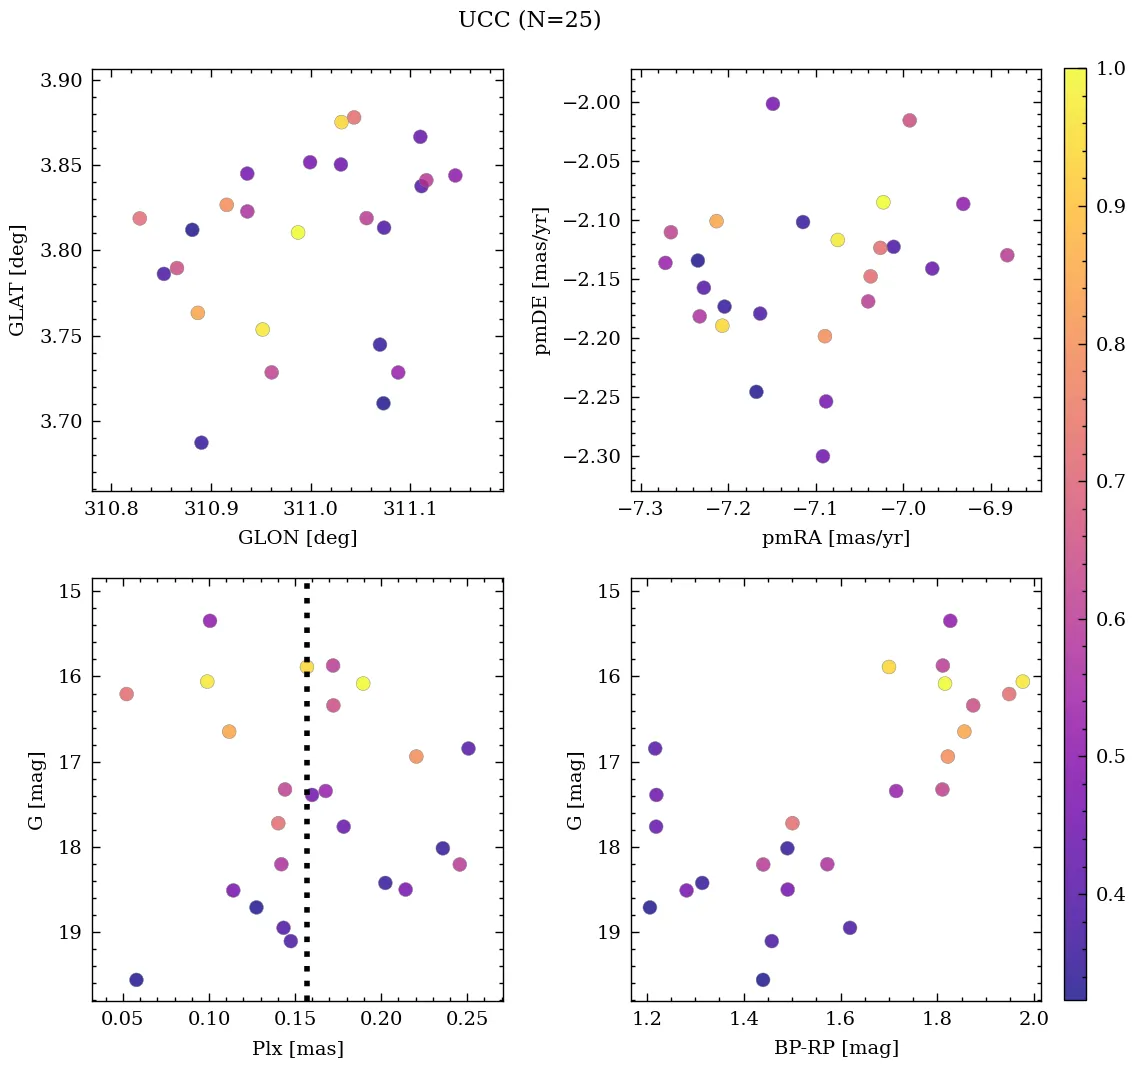 UCC (N=25)
3.90
3.85
3.80
3.75
3.70
GLAT [deg]
310.8 310.9 311.0 311.1
GLON [deg]
−2.00
−2.05
−2.10
−2.15
−2.20
−2.25
−2.30
pmDE [mas/yr]
−7.3 −7.2 −7.1 −7.0 −6.9
pmRA [mas/yr]
15
16
17
18
19
G [mag]
0.05 0.10 0.15 0.20 0.25
Plx [mas]
15
16
17
18
19
G [mag]
1.2 1.4 1.6 1.8 2.0
BP-RP [mag]
1.0
0.9
0.8
0.7
0.6
0.5
0.4